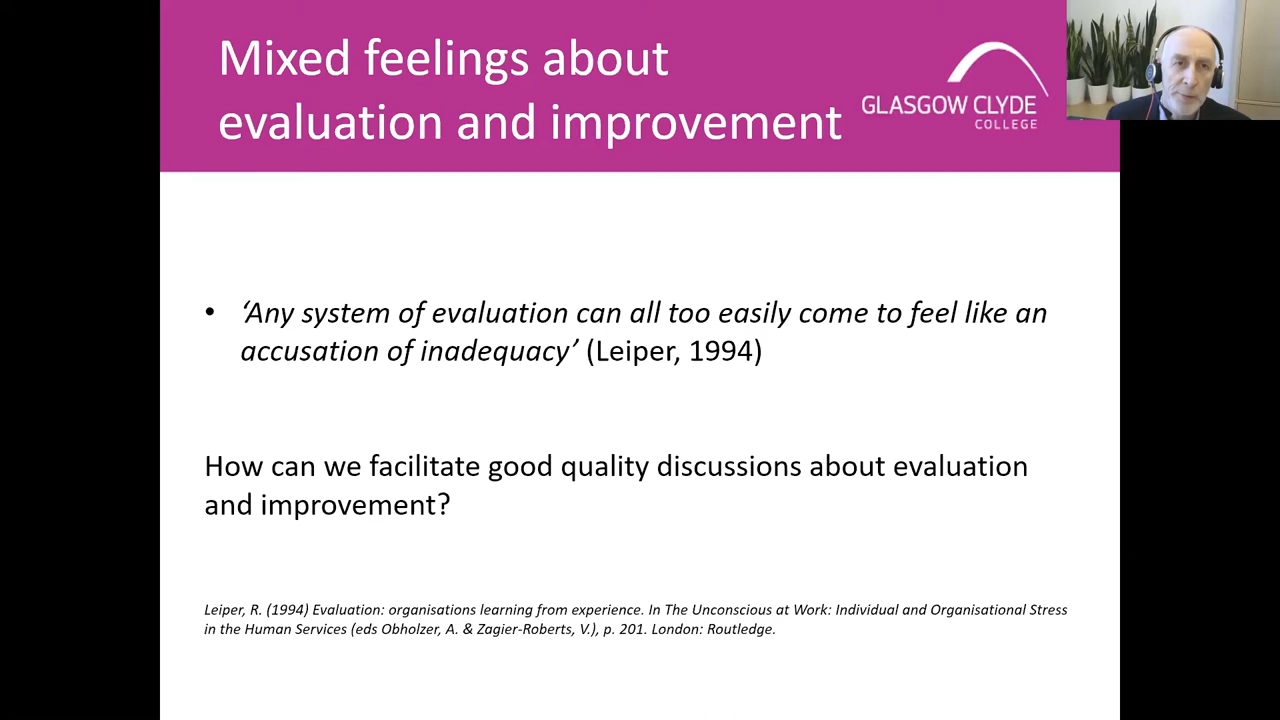 Mixed feelings about
evaluation and improvement
GLASGOW CLYDE
COLLEGE
• ‘Any system of evaluation can all too easily come to feel like an
accusation of inadequacy’ (Leiper, 1994)
How can we facilitate good quality discussions about evaluation
and improvement?
Leiper, R. (1994) Evaluation: organisations learning from experience. In The Unconscious at Work: Individual and Organisational Stress
in the Human Services (eds Obholzer, A. & Zagier-Roberts, V.), p. 201. London: Routledge.